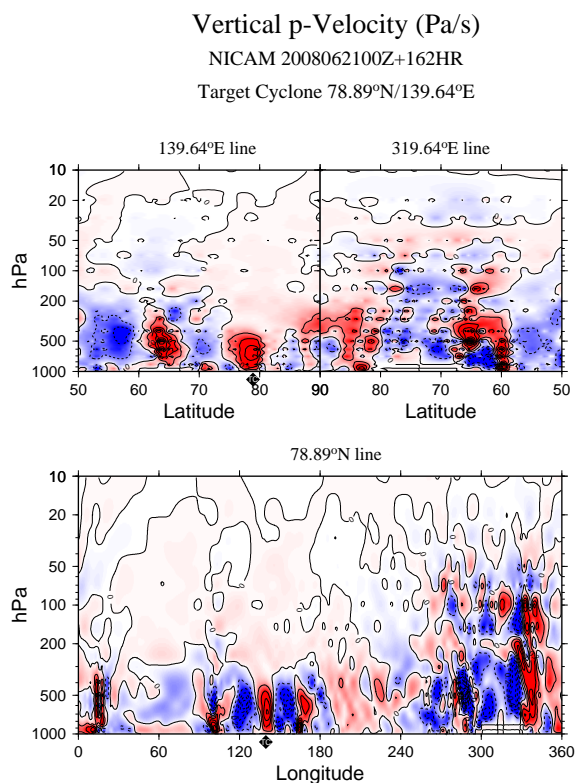 Vertical p-Velocity (Pa/s)
NICAM 2008062100Z+162HR
Target Cyclone 78.89°N/139.64°E
139.64°E line 319.64°E line
hPa
10
20
50
100
200
500
1000
50 60 70 80 90 80 70 60 50
Latitude Latitude
78.89°N line
hPa
10
20
50
100
200
500
1000
0 60 120 180 240 300 360
Longitude